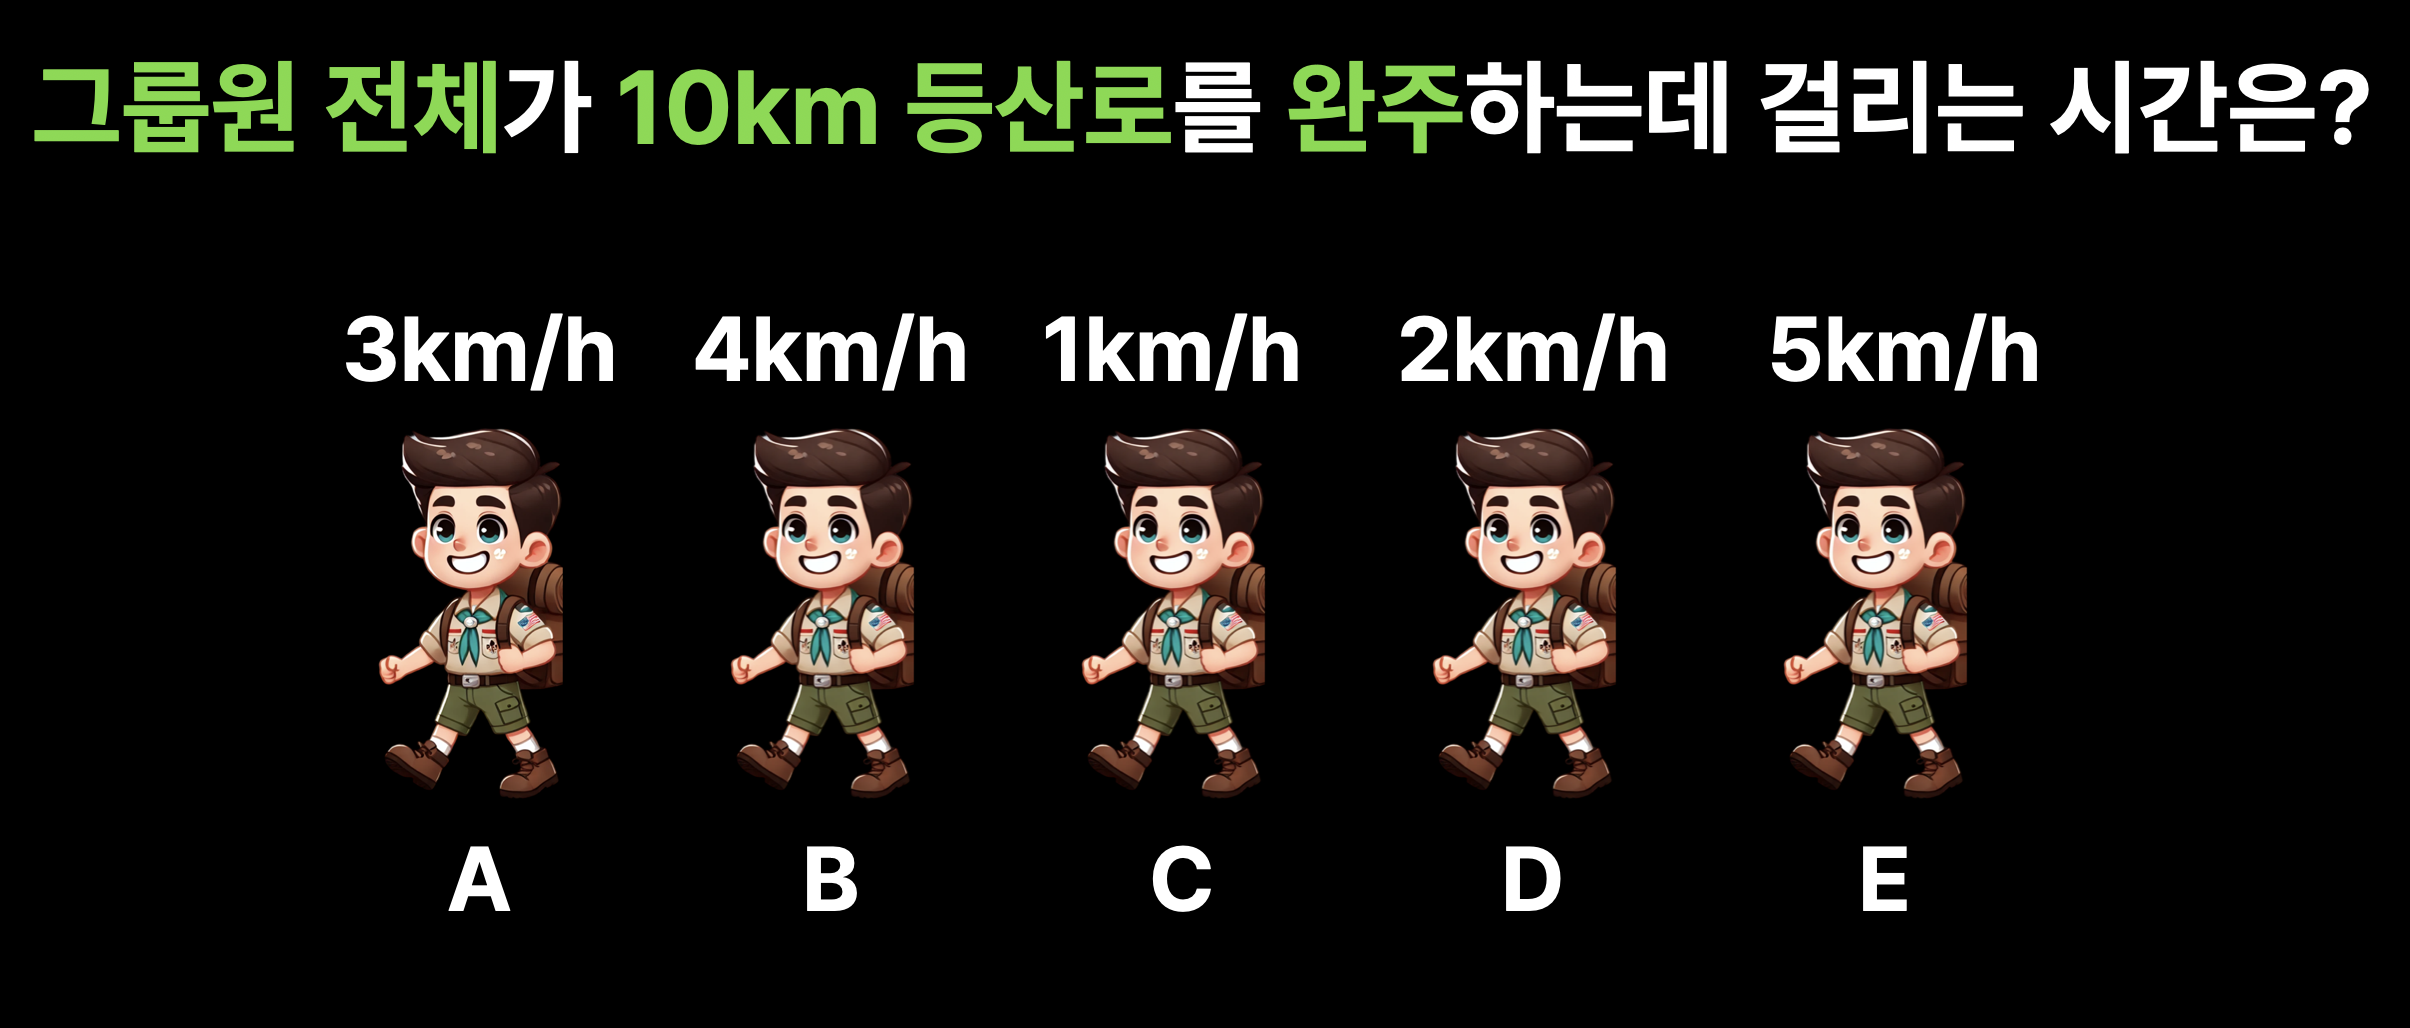 그룹원 전체가 10km 등산로를 완주하는데 걸리는 시간은?
3km/h 4km/h 1km/h 2km/h 5km/h
A B C D E